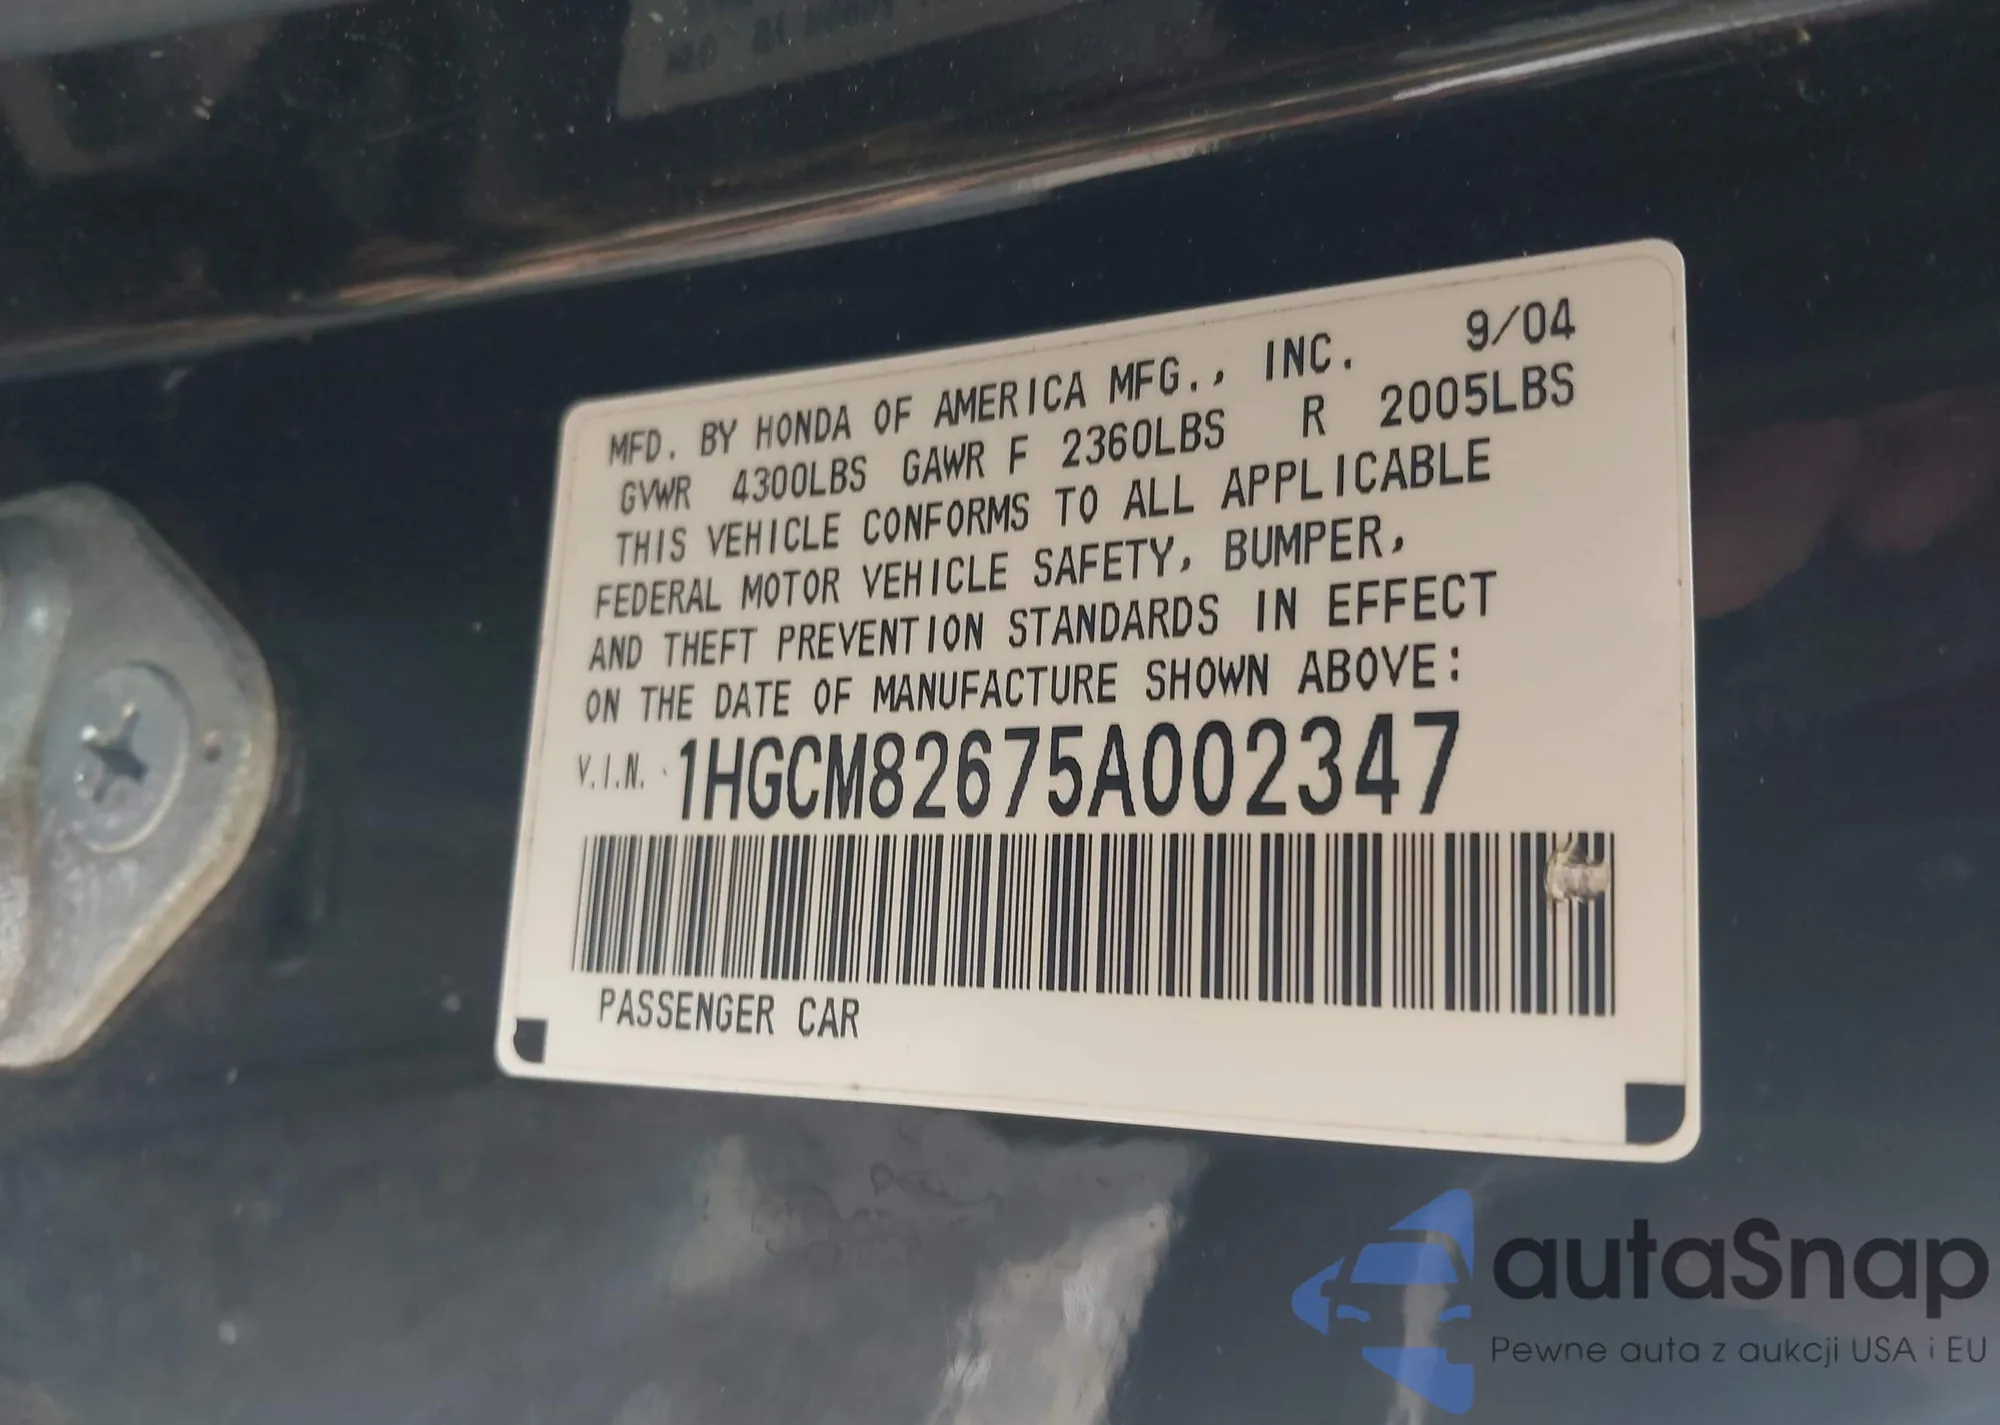 MFD. BY HONDA OF AMERICA MFG., INC. 9/04
GVWR 4300LBS GAWR F 2360LBS R 2005LBS
THIS VEHICLE CONFORMS TO ALL APPLICABLE
FEDERAL MOTOR VEHICLE SAFETY, BUMPER,
AND THEFT PREVENTION STANDARDS IN EFFECT
ON THE DATE OF MANUFACTURE SHOWN ABOVE:
V.I.N. 1HGCM82675A002347
PASSENGER CAR
autaSnap
Pewne auta z aukcji USA i EU